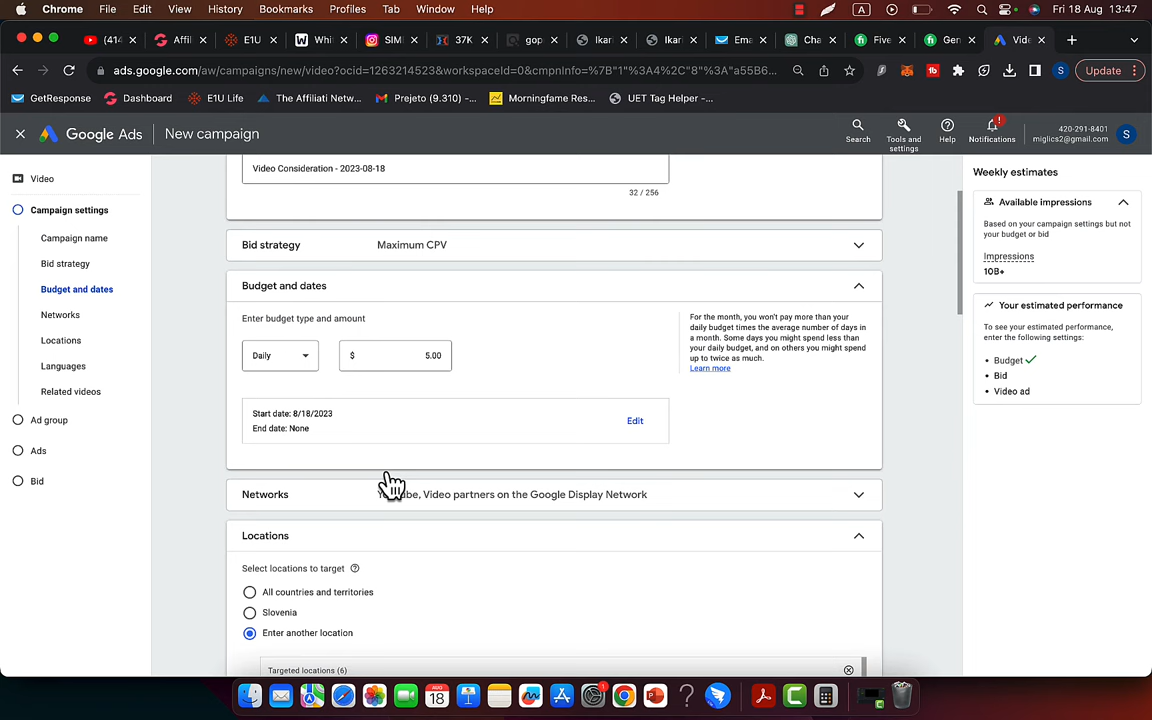 Chrome File Edit View History Bookmarks Profiles Tab Window Help
A Fri 18 Aug 13:47
(414 Affil E1U Whi SIMI 37K gop Ikari Ikari Ema Cha Five Gen Vide
ads.google.com/aw/campaigns/new/video?ocid=1263214523&workspaceId=0&cmpnInfo=%7B"1"%3A4%2C"8"%3A"a55B6... S Update
GetResponse Dashboard E1U Life The Affiliati Netw... Prejeto (9.310) –... Morningfame Res... UET Tag Helper -...
Google Ads New campaign
Search Tools and settings Help Notifications
420-291-8401
miglics2@gmail.com S
Video
Campaign settings
Campaign name
Bid strategy
Budget and dates
Networks
Locations
Languages
Related videos
Ad group
Ads
Bid
Video Consideration - 2023-08-18
32 / 256
Bid strategy Maximum CPV
Budget and dates
Enter budget type and amount
Daily $ 5.00
For the month, you won't pay more than your
daily budget times the average number of days in
a month. Some days you might spend less than
your daily budget, and on others you might spend
up to twice as much.
Learn more
Start date: 8/18/2023
End date: None
Edit
Networks YouTube, Video partners on the Google Display Network
Locations
Select locations to target
All countries and territories
Slovenia
Enter another location
Targeted locations (6)
Weekly estimates
Available impressions
Based on your campaign settings but not
your budget or bid
Impressions
10B+
Your estimated performance
To see your estimated performance,
enter the following settings:
Budget
Bid
Video ad